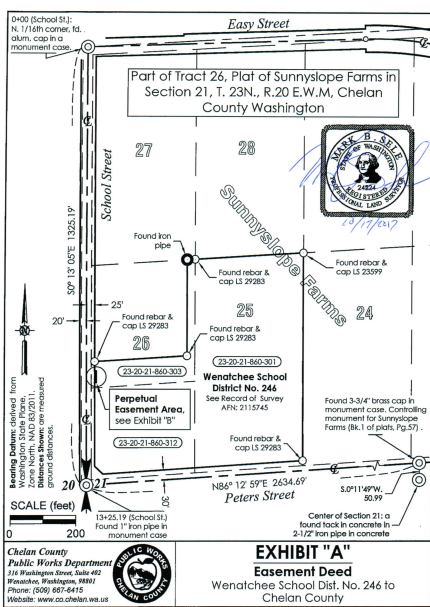 0+00 (School St.):
N. 1/16th corner, fd.
alum. cap in a
monument case.
Easy Street
Part of Tract 26, Plat of Sunnyslope Farms in
Section 21, T. 23N., R.20 E.W.M, Chelan
County Washington
27
28
MARK B. SELE
STATE OF WASHINGTON
24224
REGISTERED
PROFESSIONAL LAND SURVEYOR
10/17/2017
School Street
S0° 13' 05"E 1325.19'
Sunnyslope Farms
Found iron
pipe
Found rebar &
cap LS 29283
Found rebar &
cap LS 23599
25'
20'
Found rebar &
cap LS 29283
Found rebar &
cap LS 29283
25
24
26
23-20-21-860-303
23-20-21-860-301
Wenatchee School
District No. 246
See Record of Survey
AFN: 2115745
Perpetual
Easement Area,
see Exhibit "B"
23-20-21-860-312
Found 3-3/4" brass cap in
monument case. Controlling
monument for Sunnyslope
Farms (Bk.1 of plats, Pg.57) .
Bearing Datum: derived from
Washington State Plane,
Zone North, NAD 83/2011.
Distances Shown: are measured
ground distances.
Found rebar &
cap LS 29283
20
21
N86° 12' 59"E 2634.69'
Peters Street
30'
S.0°11'49"W.
50.99
SCALE (feet)
0 200
13+25.19 (School St.)
Found 1" iron pipe in
monument case
Center of Section 21: a
found tack in concrete in
2-1/2" iron pipe in concrete
Chelan County
Public Works Department
316 Washington Street, Suite 402
Wenatchee, Washington, 98801
Phone: (509) 667-6415
Website: www.co.chelan.wa.us
PUBLIC WORKS
CHELAN COUNTY
EXHIBIT "A"
Easement Deed
Wenatchee School Dist. No. 246 to
Chelan County